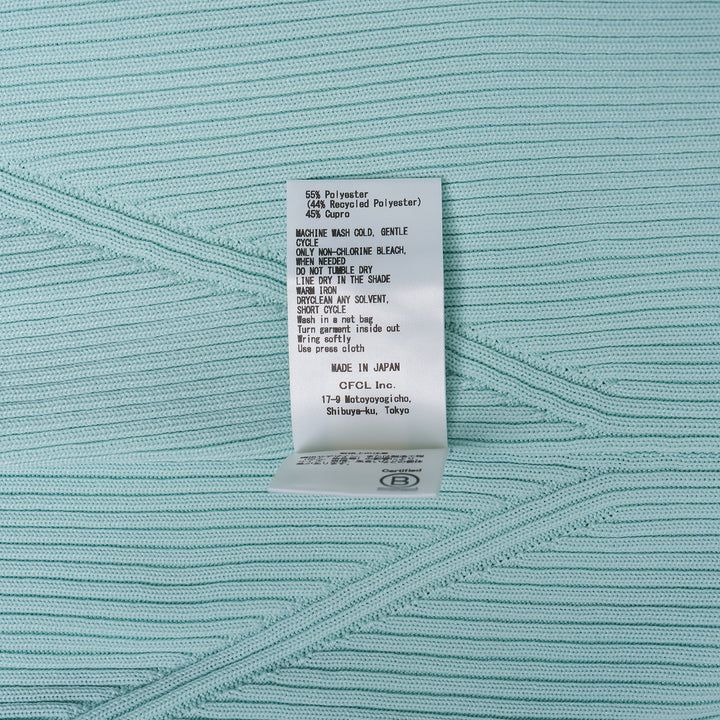 55% Polyester
(44% Recycled Polyester)
45% Cupro
MACHINE WASH COLD, GENTLE
CYCLE
ONLY NON-CHLORINE BLEACH,
WHEN NEEDED
DO NOT TUMBLE DRY
LINE DRY IN THE SHADE
WARM IRON
DRYCLEAN ANY SOLVENT,
SHORT CYCLE
Wash in a net bag
Turn garment inside out
Wring softly
Use press cloth
MADE IN JAPAN
CFCL Inc.
17-9 Motoyoyogicho,
Shibuya-ku, Tokyo
Certified
B